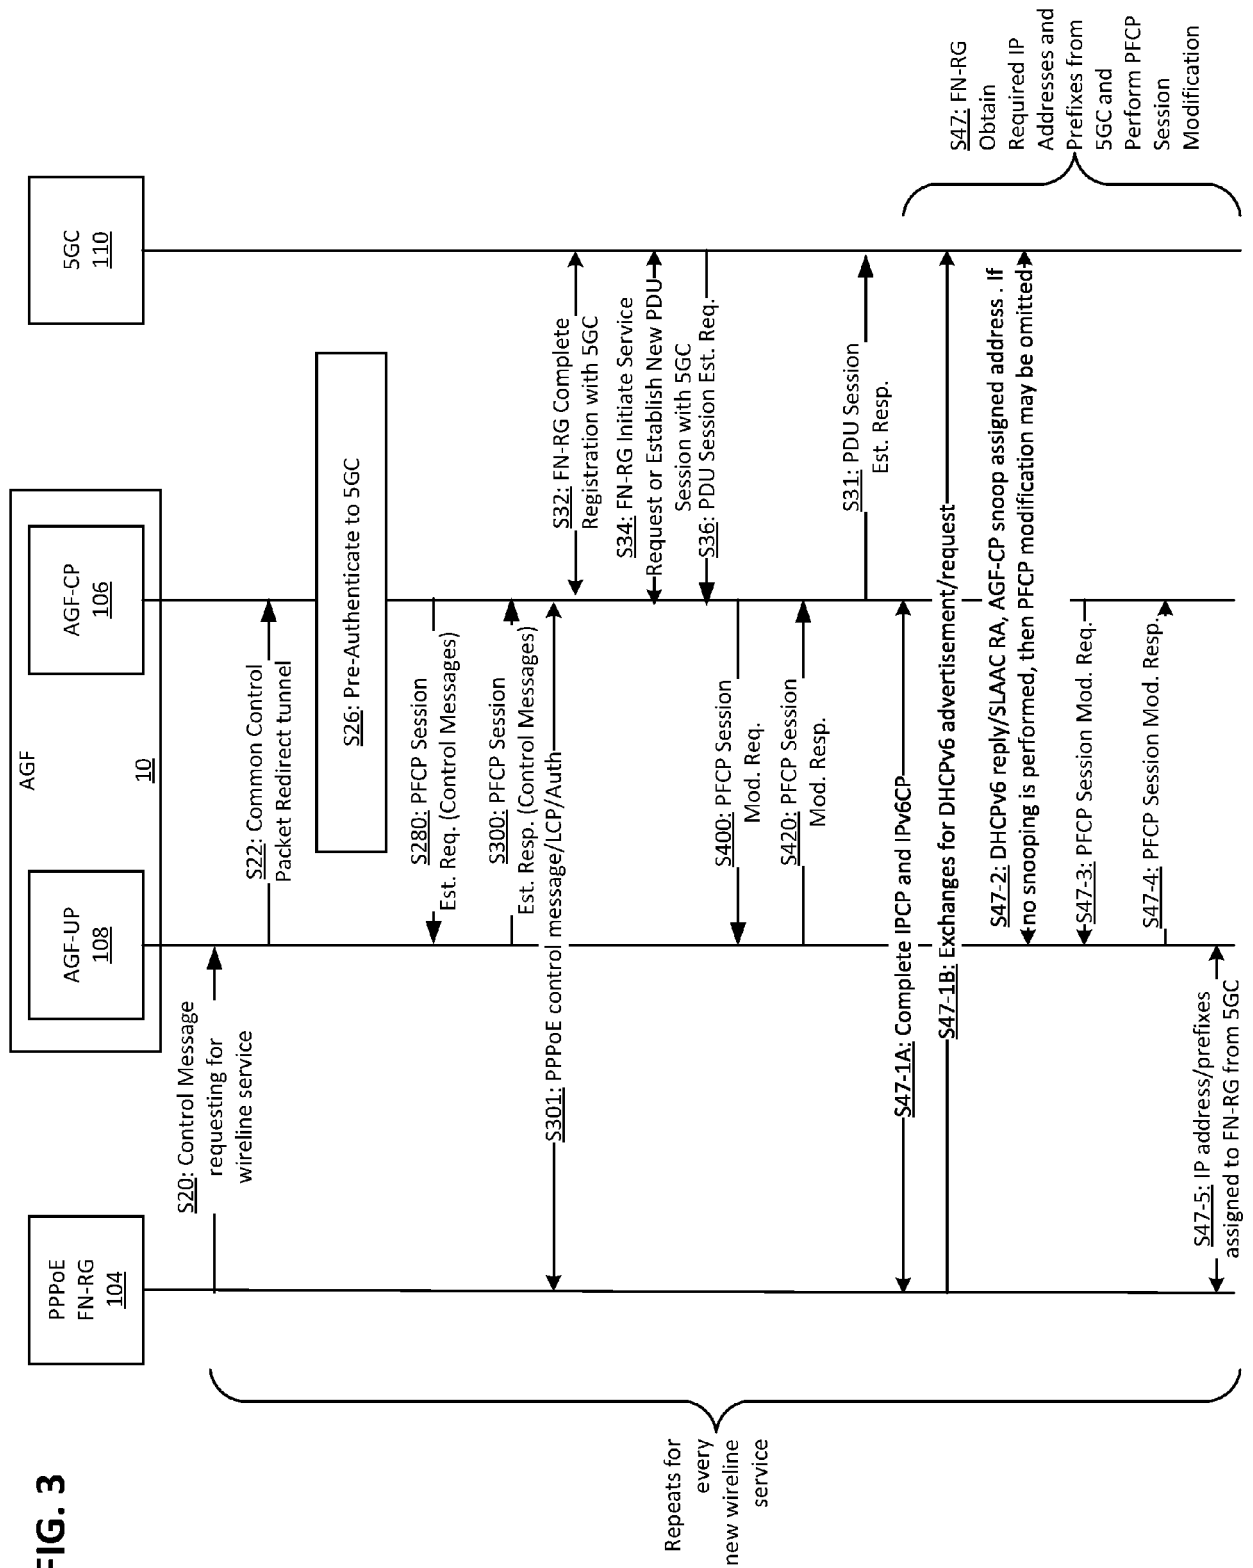 FIG. 3
PPPoE
FN-RG
104
AGF
10
AGF-UP
108
AGF-CP
106
5GC
110
S20: Control Message
requesting for
wireline service
S22: Common Control
Packet Redirect tunnel
S26: Pre-Authenticate to 5GC
S280: PFCP Session
Est. Req. (Control Messages)
S300: PFCP Session
Est. Resp. (Control Messages)
S301: PPPoE control message/LCP/Auth
S32: FN-RG Complete
Registration with 5GC
S34: FN-RG Initiate Service
Request or Establish New PDU
Session with 5GC
S36: PDU Session Est. Req.
S400: PFCP Session
Mod. Req.
S420: PFCP Session
Mod. Resp.
S31: PDU Session
Est. Resp.
S47-1A: Complete IPCP and IPv6CP
S47-1B: Exchanges for DHCPv6 advertisement/request
S47-2: DHCPv6 reply/SLAAC RA, AGF-CP snoop assigned address . If
no snooping is performed, then PFCP modification may be omitted
S47-3: PFCP Session Mod. Req.
S47-4: PFCP Session Mod. Resp.
S47-5: IP address/prefixes
assigned to FN-RG from 5GC
Repeats for
every
new wireline
service
S47: FN-RG
Obtain
Required IP
Addresses and
Prefixes from
5GC and
Perform PFCP
Session
Modification